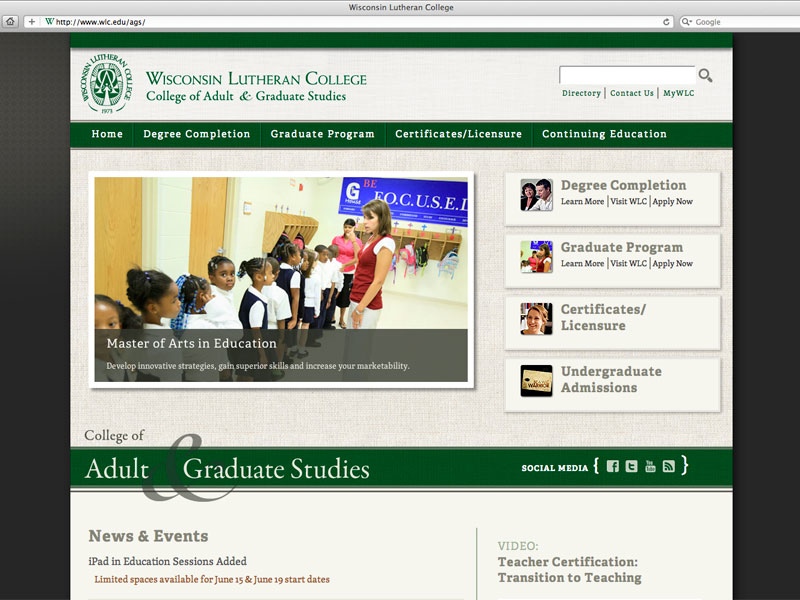 Wisconsin Lutheran College
http://www.wlc.edu/ags/
Google
WISCONSIN LUTHERAN COLLEGE
1973
Wisconsin Lutheran College
College of Adult & Graduate Studies
Directory | Contact Us | MyWLC
Home
Degree Completion
Graduate Program
Certificates/Licensure
Continuing Education
BE
F.O.C.U.S.E.
G
Master of Arts in Education
Develop innovative strategies, gain superior skills and increase your marketability.
Degree Completion
Learn More | Visit WLC | Apply Now
Graduate Program
Learn More | Visit WLC | Apply Now
Certificates/
Licensure
WARRIOR
Undergraduate
Admissions
College of
Adult & Graduate Studies
SOCIAL MEDIA { }
News & Events
iPad in Education Sessions Added
Limited spaces available for June 15 & June 19 start dates
VIDEO:
Teacher Certification:
Transition to Teaching